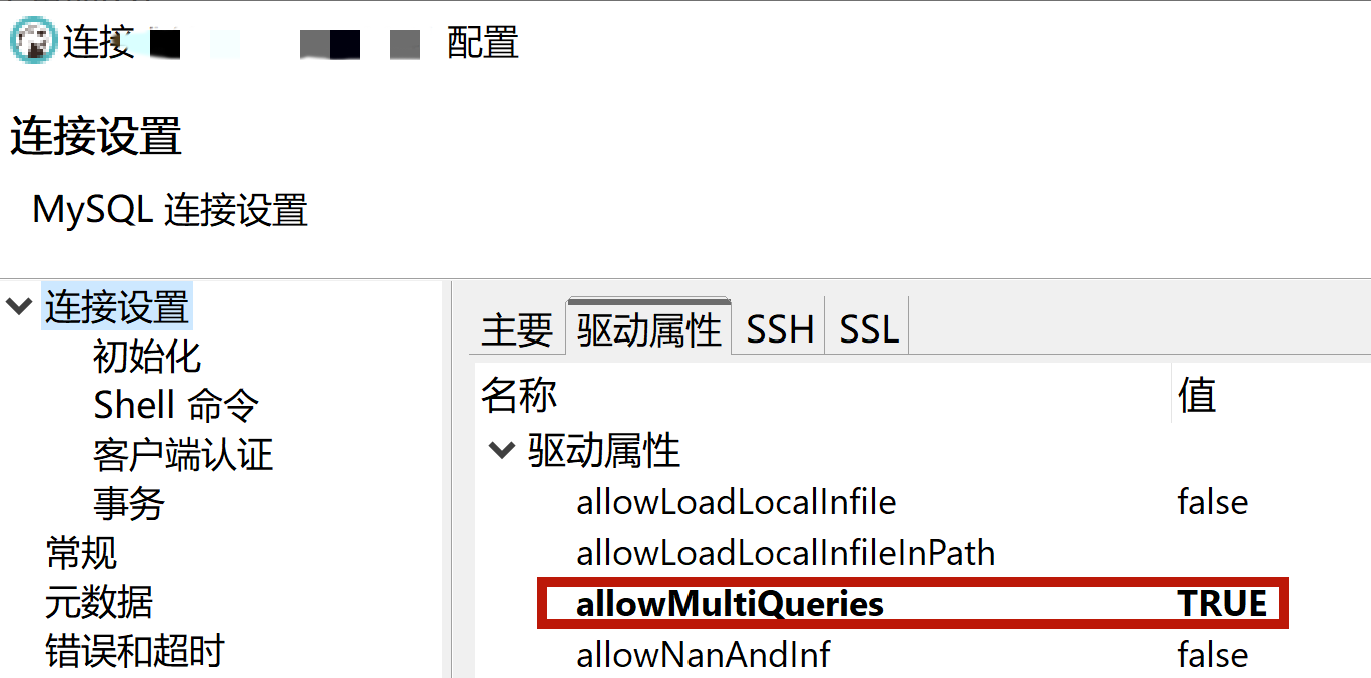 连接 配置
连接设置
MySQL 连接设置
连接设置
初始化
Shell 命令
客户端认证
事务
常规
元数据
错误和超时
主要 驱动属性 SSH SSL
名称 值
驱动属性
allowLoadLocalInfile false
allowLoadLocalInfileInPath
allowMultiQueries TRUE
allowNanAndInf false